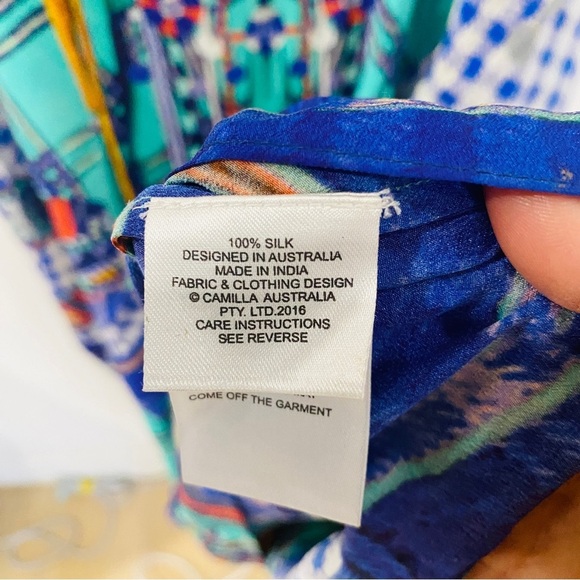 100% SILK
DESIGNED IN AUSTRALIA
MADE IN INDIA
FABRIC & CLOTHING DESIGN
© CAMILLA AUSTRALIA
PTY. LTD.2016
CARE INSTRUCTIONS
SEE REVERSE
COME OFF THE GARMENT